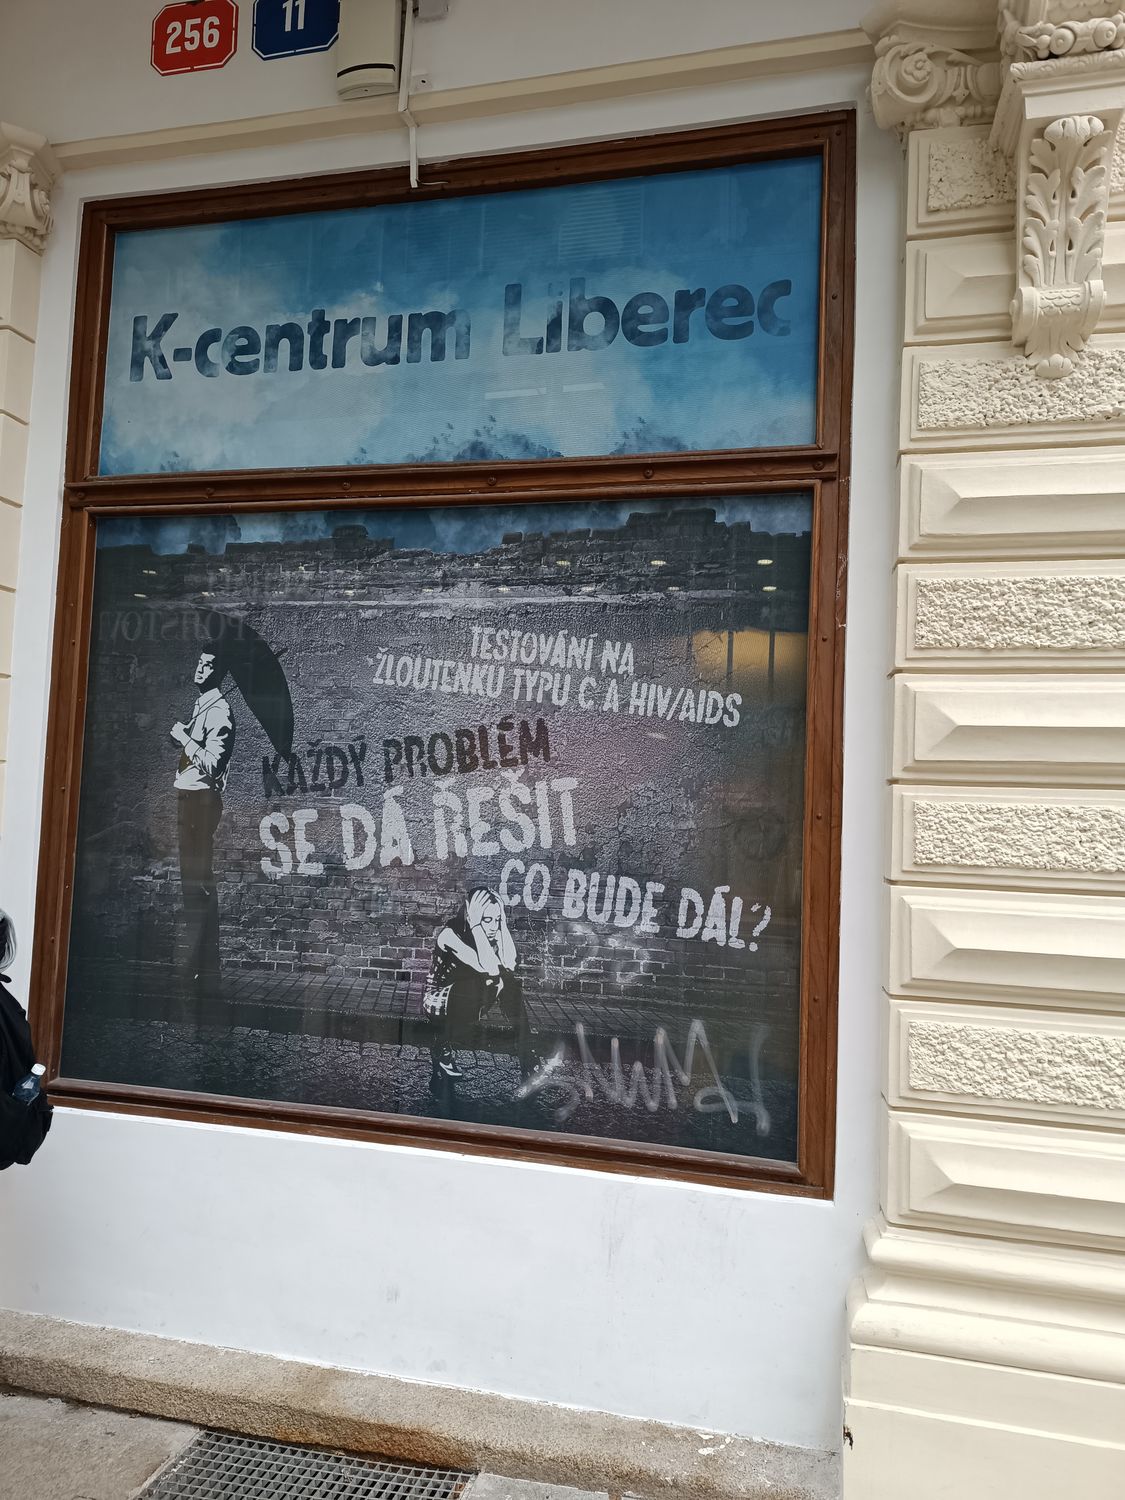 256
11
K-centrum Liberec
TESTOVÁNÍ NA
ŽLOUTENKU TYPU C A HIV/AIDS
KAŽDÝ PROBLÉM
SE DÁ ŘEŠIT
CO BUDE DÁL?